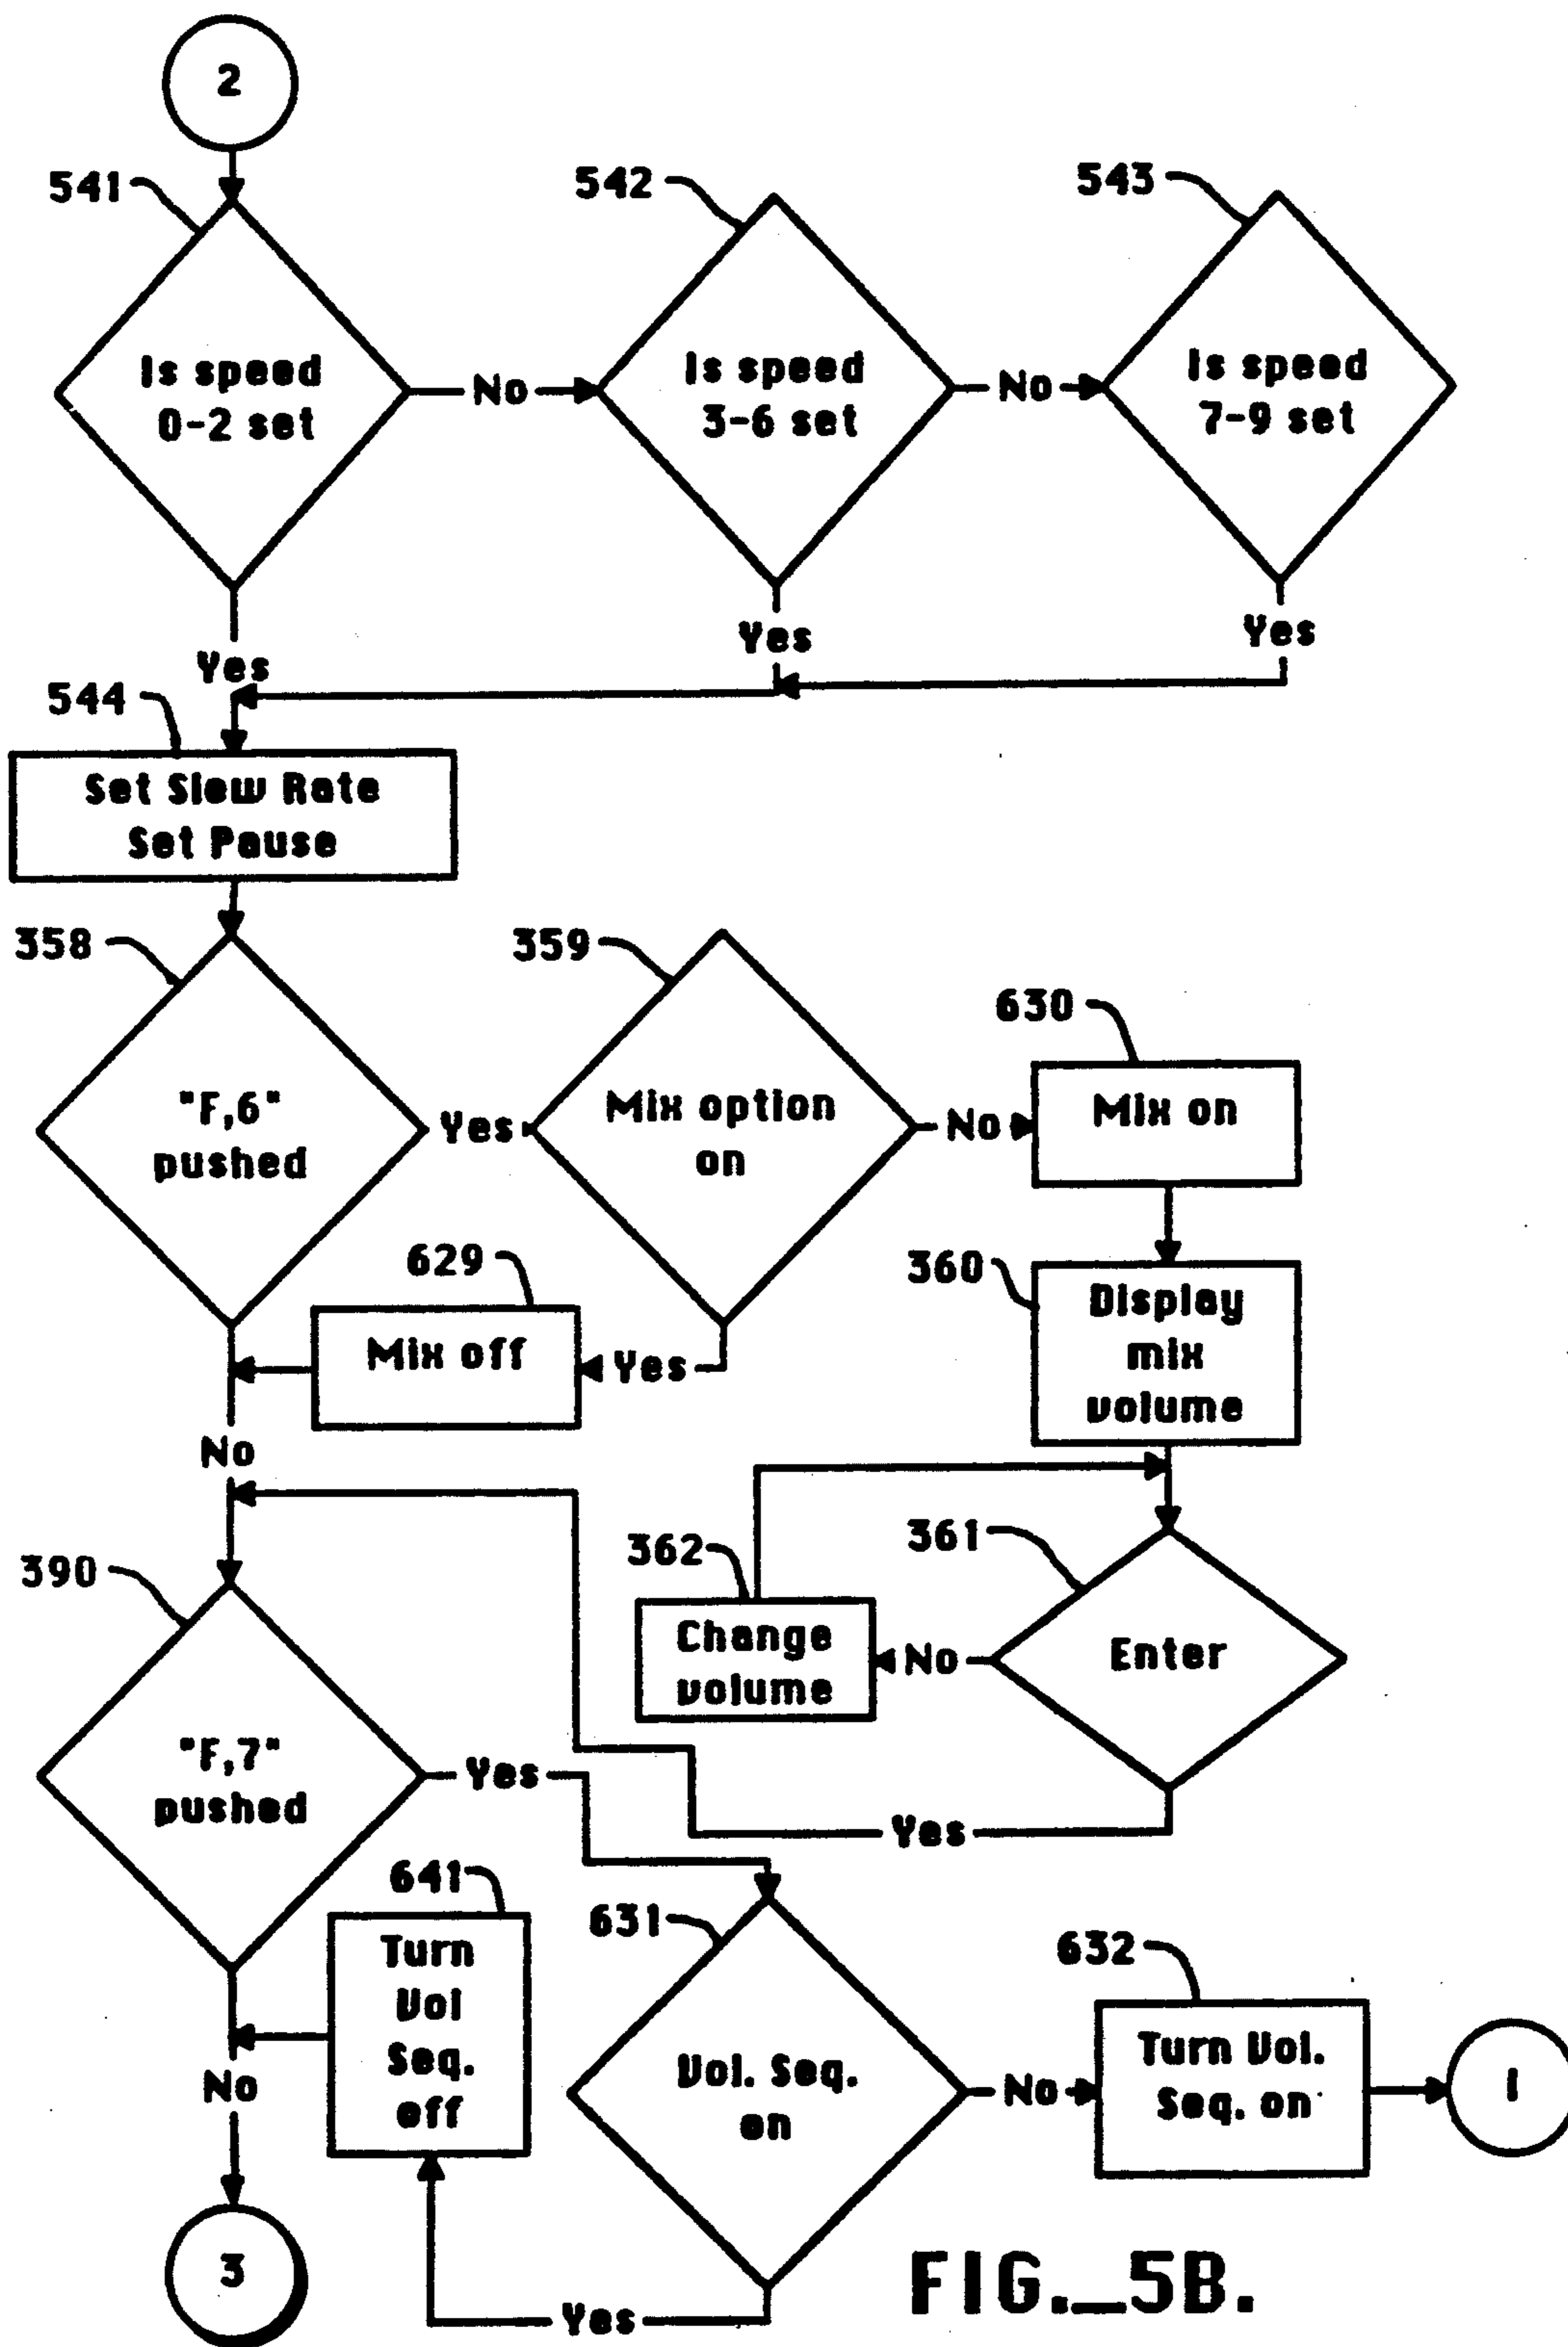 2
541
542
543
Is speed
0-2 set
No
Is speed
3-6 set
No
Is speed
7-9 set
Yes
Yes
Yes
544
Set Slew Rate
Set Pause
358
359
630
"F,6"
pushed
Yes
Mix option
on
No
Mix on
629
360
Mix off
Yes
Display
mix
volume
No
390
362
361
Change
volume
No
Enter
"F,7"
pushed
Yes
Yes
641
631
632
Turn
Vol
Seq.
off
Vol. Seq.
on
No
Turn Vol.
Seq. on
1
No
3
Yes
FIG._5B.